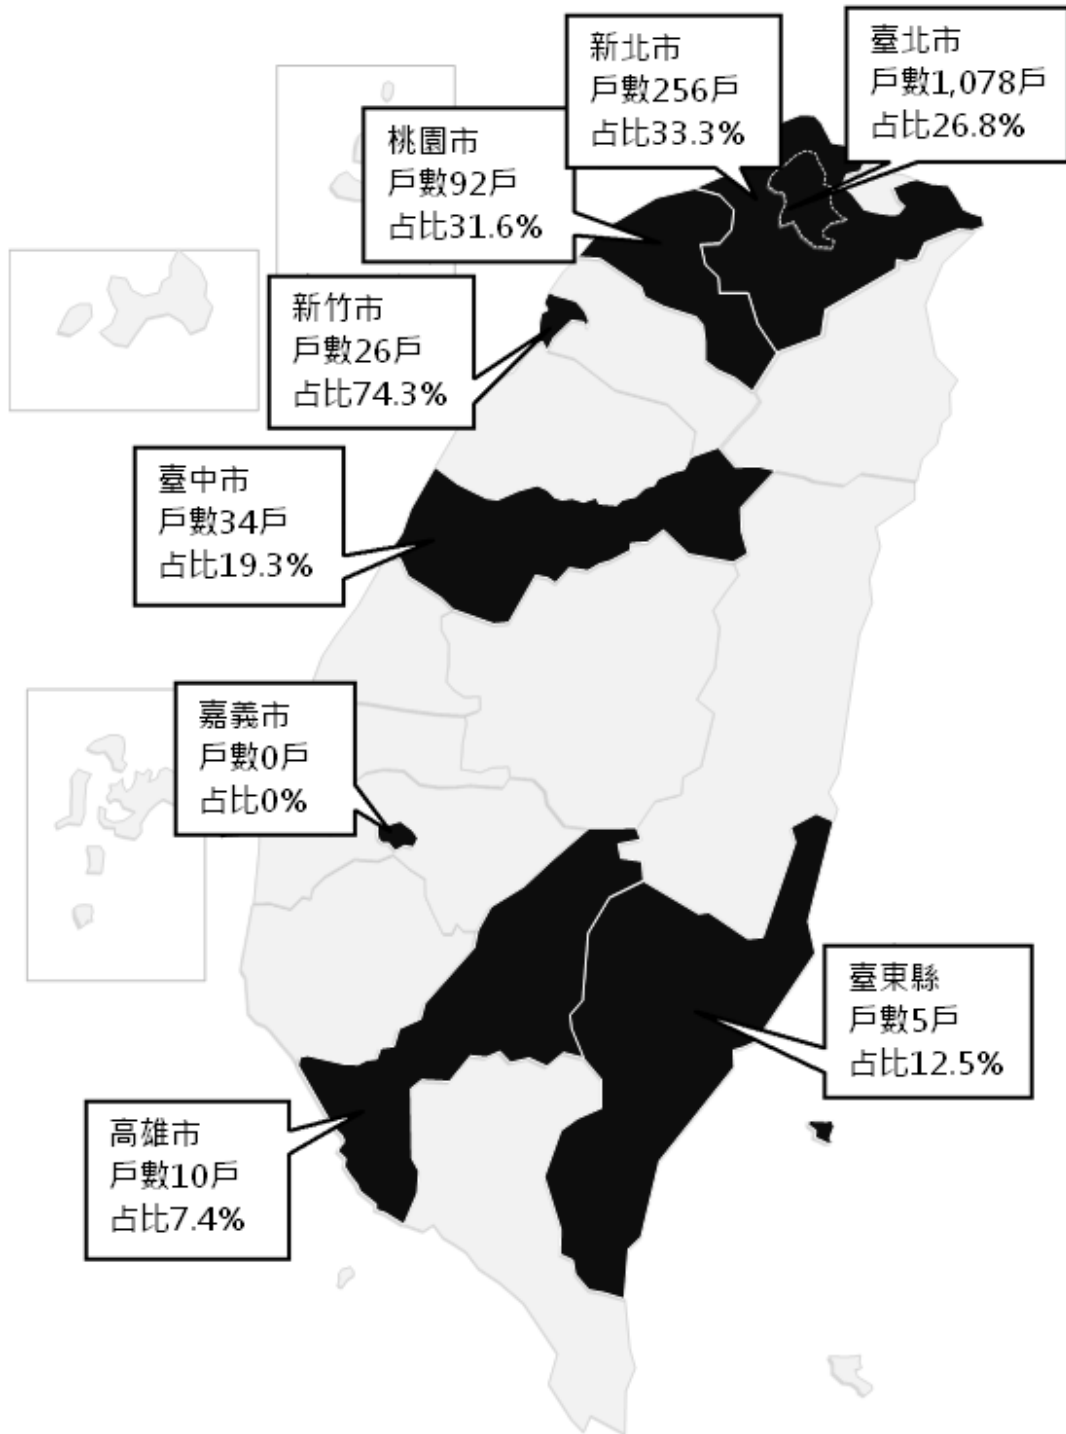 新北市
戶數256戶
占比33.3%
臺北市
戶數1,078戶
占比26.8%
桃園市
戶數92戶
占比31.6%
新竹市
戶數26戶
占比74.3%
臺中市
戶數34戶
占比19.3%
嘉義市
戶數0戶
占比0%
臺東縣
戶數5戶
占比12.5%
高雄市
戶數10戶
占比7.4%